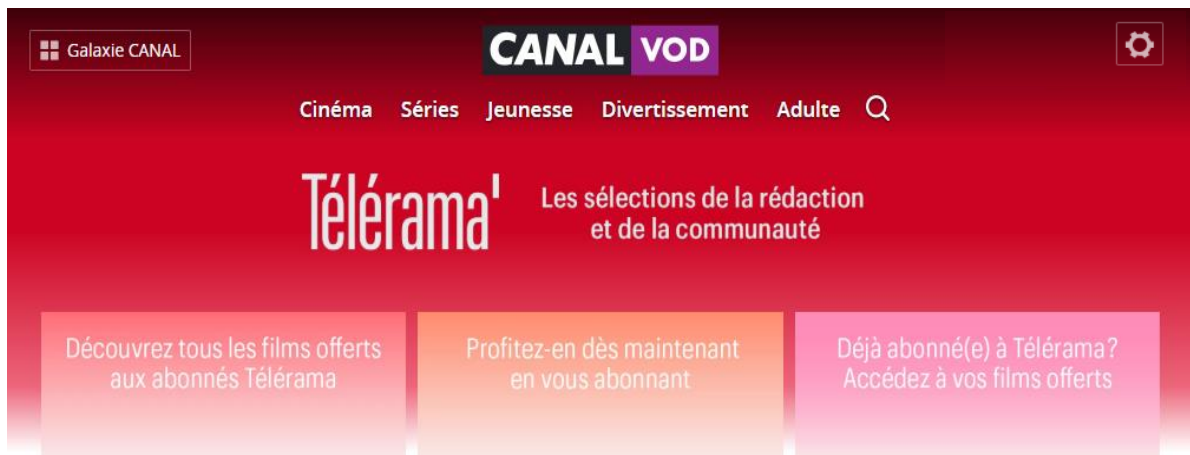 Galaxie CANAL
CANAL VOD
Cinéma Séries Jeunesse Divertissement Adulte
Télérama'
Les sélections de la rédaction
et de la communauté
Découvrez tous les films offerts
aux abonnés Télérama
Profitez-en dès maintenant
en vous abonnant
Déjà abonné(e) à Télérama?
Accédez à vos films offerts